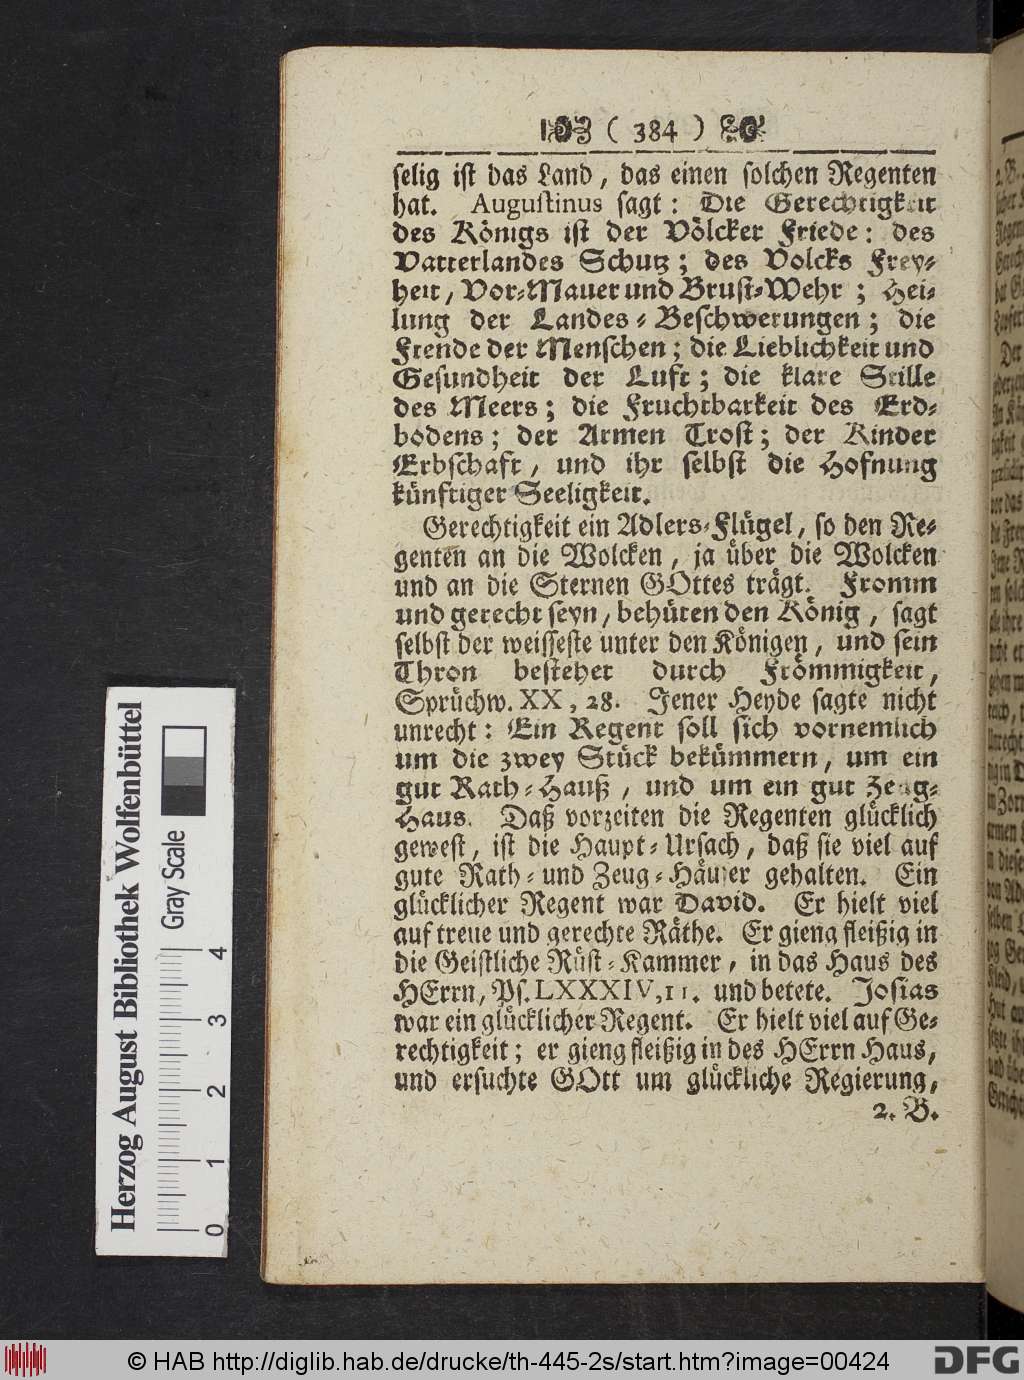 ( 384 )
selig ist das Land, das einen solchen Regenten
hat. Augustinus sagt: Die Gerechtigkeit
des Königs ist der Völcker Friede: des
Vatterlandes Schutz; des Volcks Frey-
heit, Vor-Mauer und Brust-Wehr; Hei-
lung der Landes-Beschwerungen; die
Frende der Menschen; die Lieblichkeit und
Gesundheit der Luft; die klare Stille
des Meers; die Fruchtbarkeit des Erd-
bodens; der Armen Trost; der Kinder
Erbschaft, und ihr selbst die Hofnung
künftiger Seeligkeit.
Gerechtigkeit ein Adlers-Flügel, so den Re-
genten an die Wolcken, ja über die Wolcken
und an die Sternen GOttes trägt. Fromm
und gerecht seyn, behüten den König, sagt
selbst der weisseste unter den Königen, und sein
Thron bestehet durch Frömmigkeit,
Sprüchw. XX, 28. Jener Heyde sagte nicht
unrecht: Ein Regent soll sich vornemlich
um die zwey Stück bekümmern, um ein
gut Rath-Hauß, und um ein gut Zeug-
Haus. Daß vorzeiten die Regenten glücklich
gewest, ist die Haupt-Ursach, daß sie viel auf
gute Rath- und Zeug-Häuser gehalten. Ein
glücklicher Regent war David. Er hielt viel
auf treue und gerechte Räthe. Er gieng fleißig in
die Geistliche Rüst-Kammer, in das Haus des
HErrn, Ps. LXXXIV, 11. und betete. Josias
war ein glücklicher Regent. Er hielt viel auf Ge-
rechtigkeit; er gieng fleißig in des HErrn Haus,
und ersuchte GOtt um glückliche Regierung,
2. B.
Herzog August Bibliothek Wolfenbüttel
Gray Scale
0 1 2 3 4
© HAB http://diglib.hab.de/drucke/th-445-2s/start.htm?image=00424
DFG